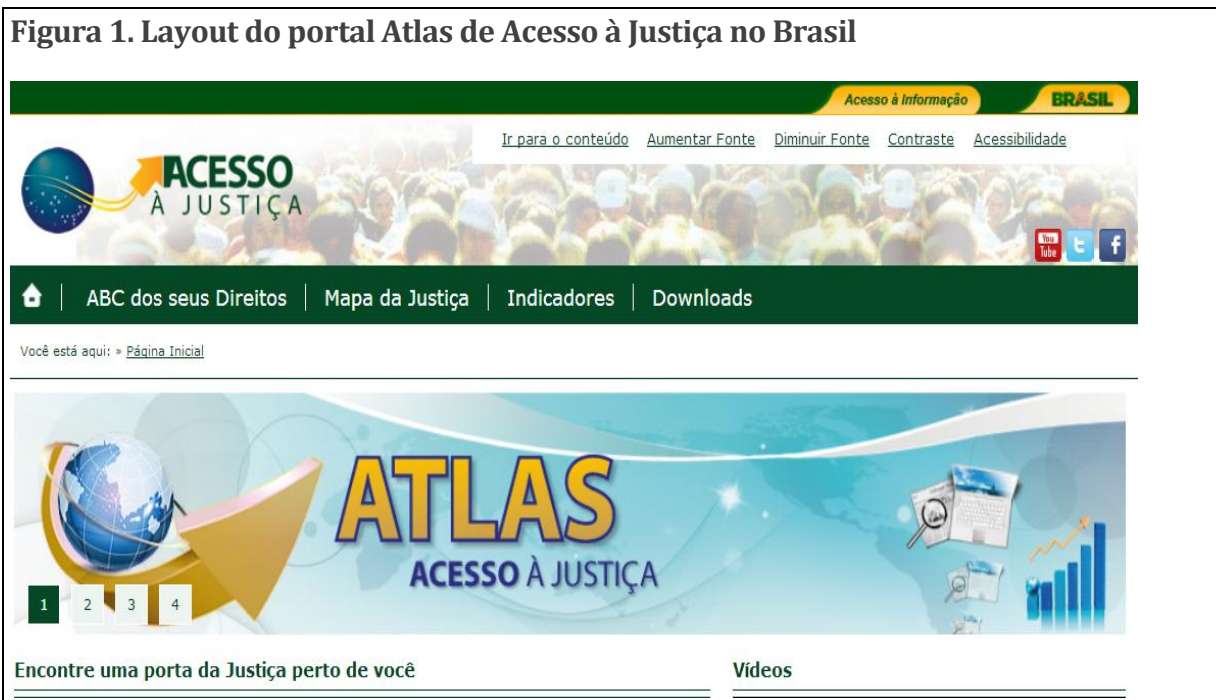 Figura 1. Layout do portal Atlas de Acesso à Justiça no Brasil
Acesso à Informação BRASIL
Ir para o conteúdo Aumentar Fonte Diminuir Fonte Contraste Acessibilidade
ACESSO
À JUSTIÇA
You
Tube
ABC dos seus Direitos | Mapa da Justiça | Indicadores | Downloads
Você está aqui: » Página Inicial
ATLAS
ACESSO À JUSTIÇA
1 2 3 4
Encontre uma porta da Justiça perto de você Vídeos